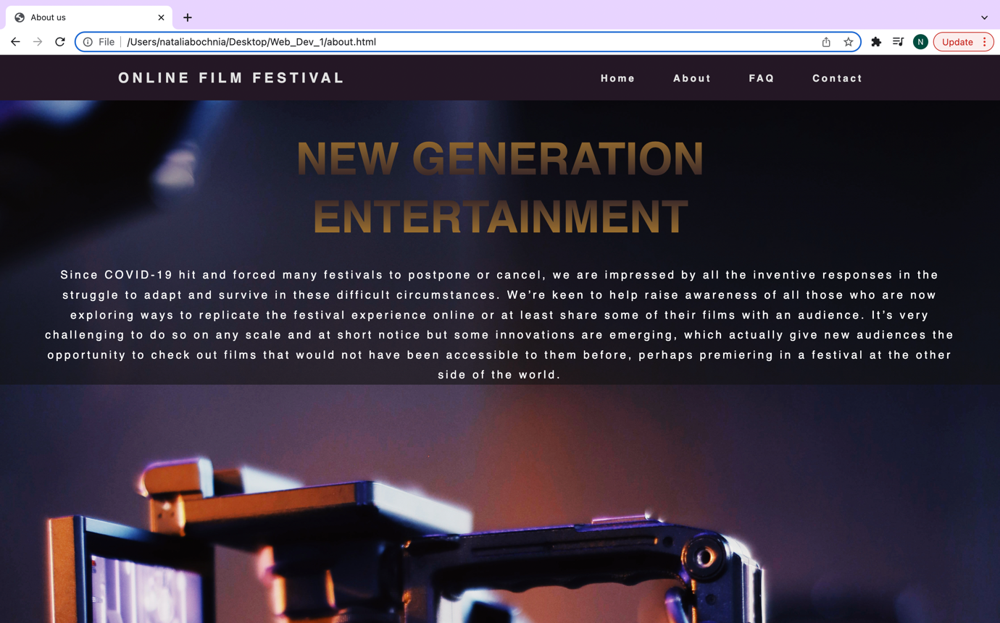 About us
File
/Users/nataliabochnia/Desktop/Web_Dev_1/about.html
N
Update
ONLINE FILM FESTIVAL
Home About FAQ Contact
NEW GENERATION
ENTERTAINMENT
Since COVID-19 hit and forced many festivals to postpone or cancel, we are impressed by all the inventive responses in the
struggle to adapt and survive in these difficult circumstances. We’re keen to help raise awareness of all those who are now
exploring ways to replicate the festival experience online or at least share some of their films with an audience. It’s very
challenging to do so on any scale and at short notice but some innovations are emerging, which actually give new audiences the
opportunity to check out films that would not have been accessible to them before, perhaps premiering in a festival at the other
side of the world.